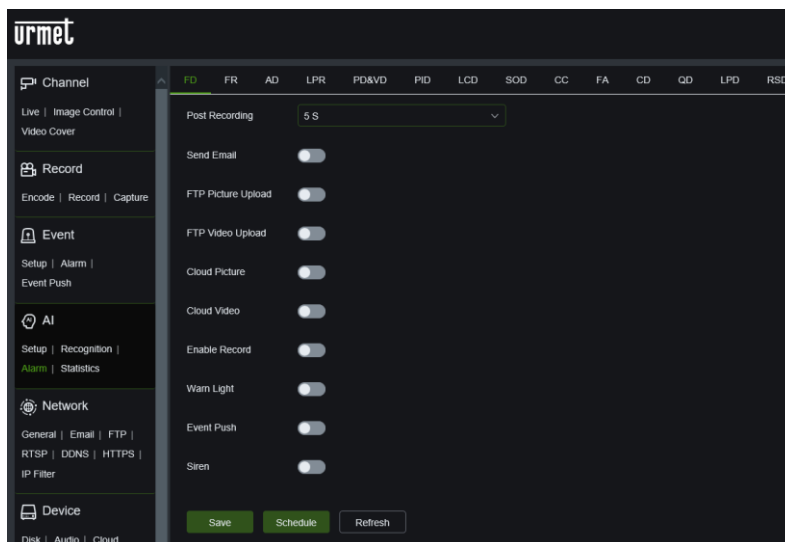 urmet
Channel
Live | Image Control |
Video Cover
Record
Encode | Record | Capture
Event
Setup | Alarm |
Event Push
AI
Setup | Recognition |
Alarm | Statistics
Network
General | Email | FTP |
RTSP | DDNS | HTTPS |
IP Filter
Device
Disk | Audio | Cloud
FD FR AD LPR PD&VD PID LCD SOD CC FA CD QD LPD RSD
Post Recording 5 S
Send Email
FTP Picture Upload
FTP Video Upload
Cloud Picture
Cloud Video
Enable Record
Warn Light
Event Push
Siren
Save Schedule Refresh